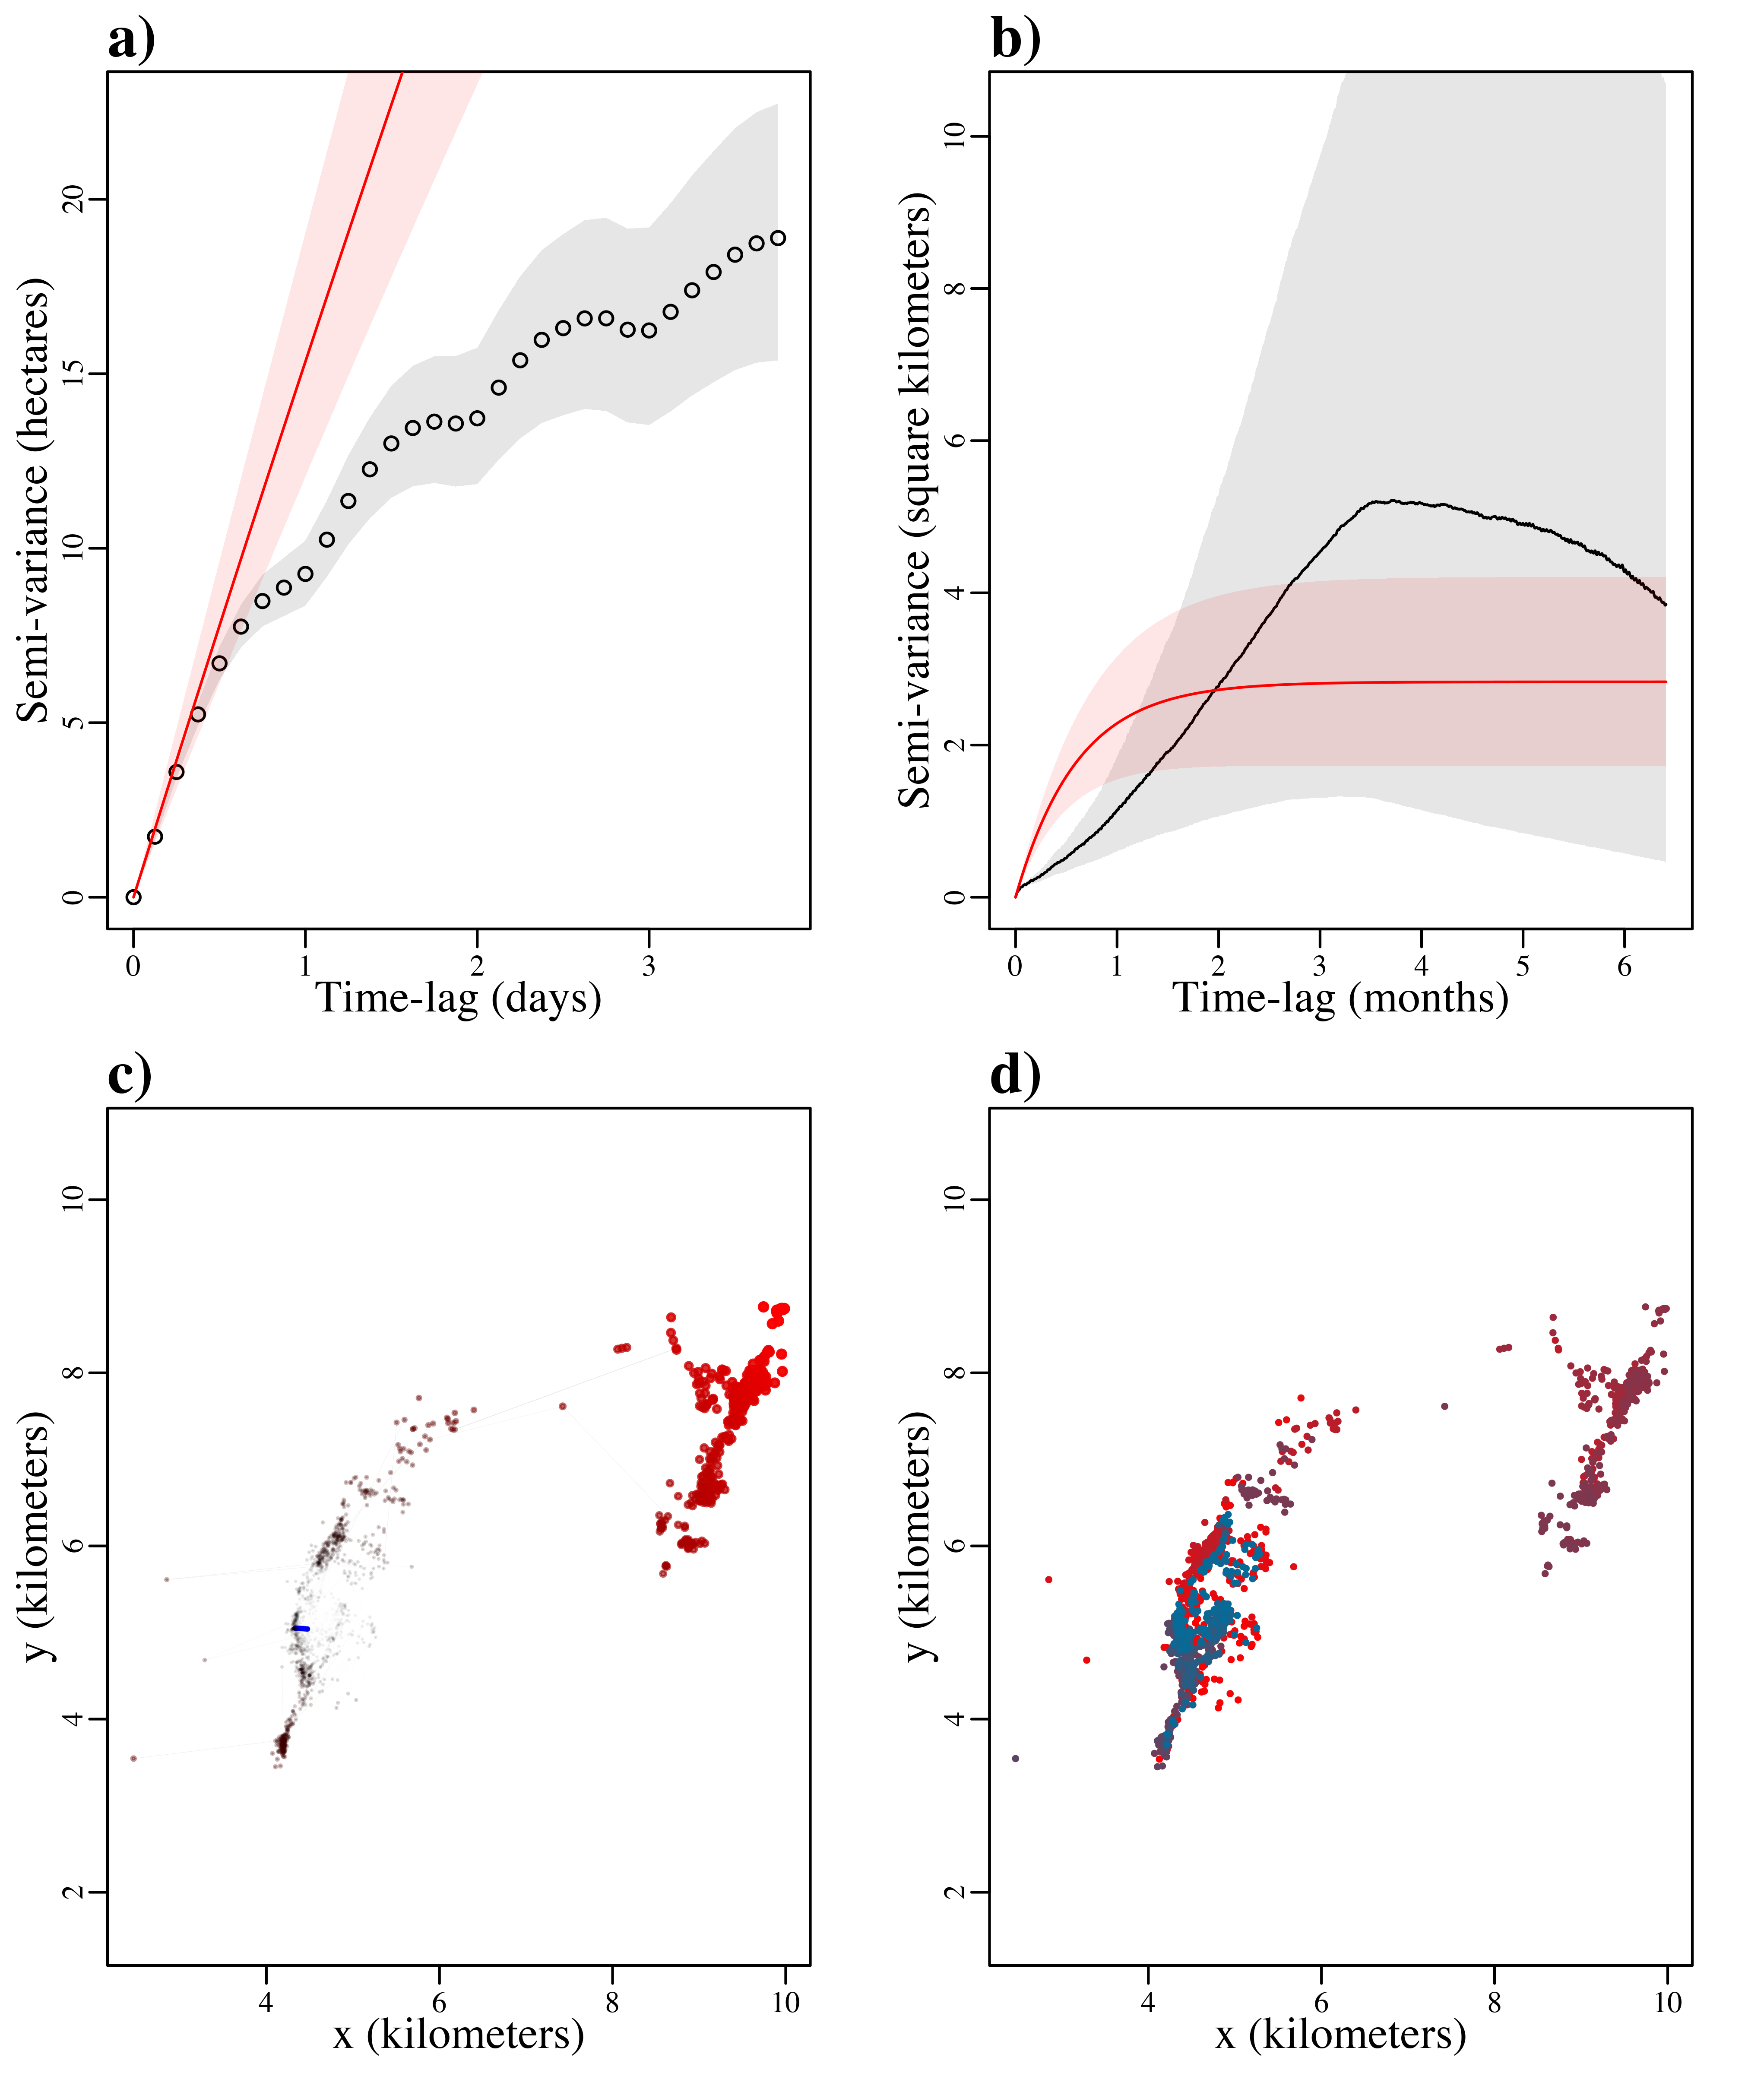 a)
Semi-variance (hectares)
20
15
10
5
0
0 1 2 3
Time-lag (days)
b)
Semi-variance (square kilometers)
10
8
6
4
2
0
0 1 2 3 4 5 6
Time-lag (months)
c)
y (kilometers)
10
8
6
4
2
4 6 8 10
x (kilometers)
d)
y (kilometers)
10
8
6
4
2
4 6 8 10
x (kilometers)